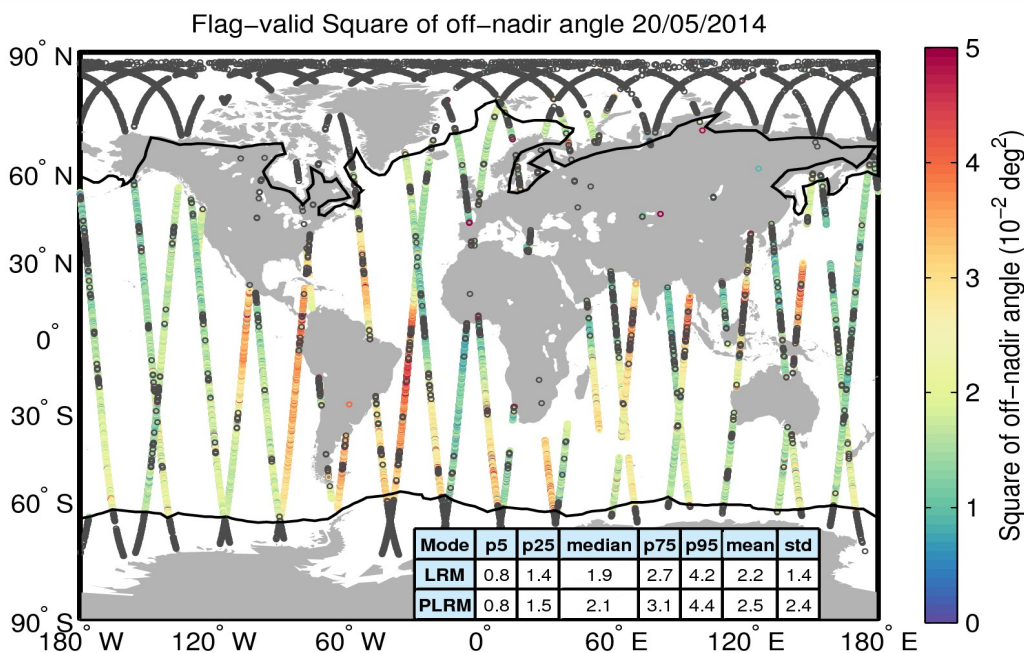 Flag−valid Square of off−nadir angle 20/05/2014
90° N
60° N
30° N
0°
30° S
60° S
90° S
180° W
120° W
60° W
0°
60° E
120° E
180° E
Mode p5 p25 median p75 p95 mean std
LRM 0.8 1.4 1.9 2.7 4.2 2.2 1.4
PLRM 0.8 1.5 2.1 3.1 4.4 2.5 2.4
5
4
3
2
1
0
Square of off−nadir angle (10⁻² deg²)